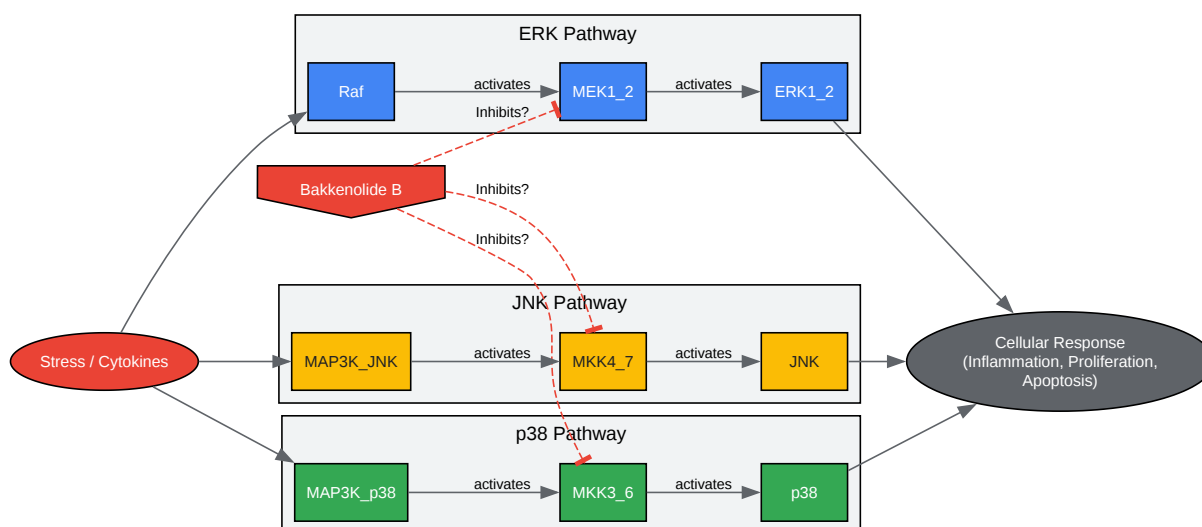 ERK Pathway
Raf
activates
MEK1_2
activates
ERK1_2
Inhibits?
Bakkenolide B
Inhibits?
Inhibits?
JNK Pathway
Stress / Cytokines
MAP3K_JNK
activates
MKK4_7
activates
JNK
Cellular Response
(Inflammation, Proliferation,
Apoptosis)
p38 Pathway
MAP3K_p38
activates
MKK3_6
activates
p38